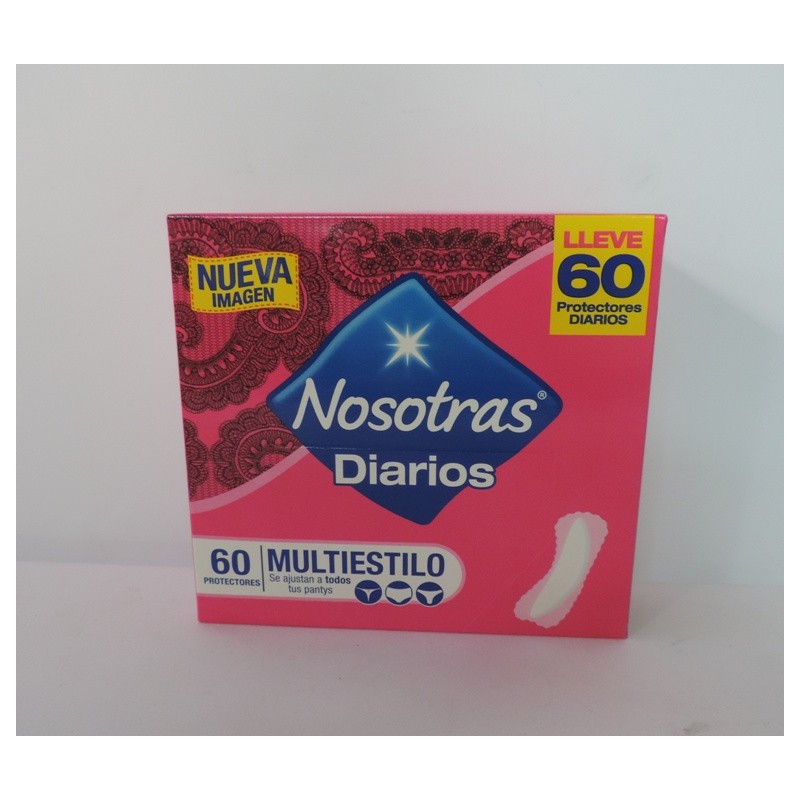 NUEVA
IMAGEN
LLEVE
60
Protectores
DIARIOS
Nosotras®
Diarios
60
PROTECTORES
MULTIESTILO
Se ajustan a todos
tus pantys